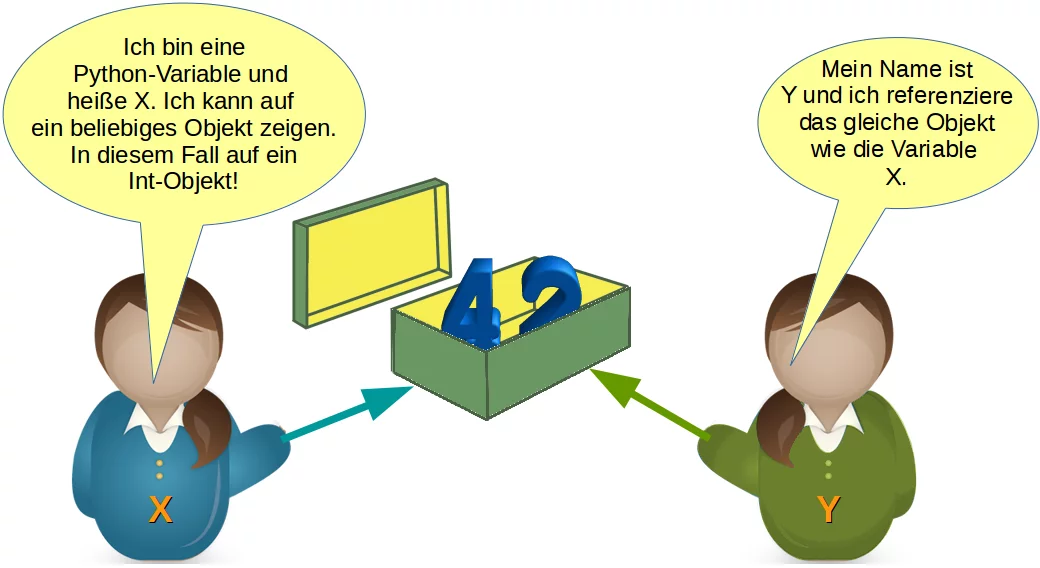 Ich bin eine
Python-Variable und
heiße X. Ich kann auf
ein beliebiges Objekt zeigen.
In diesem Fall auf ein
Int-Objekt!
Mein Name ist
Y und ich referenziere
das gleiche Objekt
wie die Variable
X.
42
X
Y